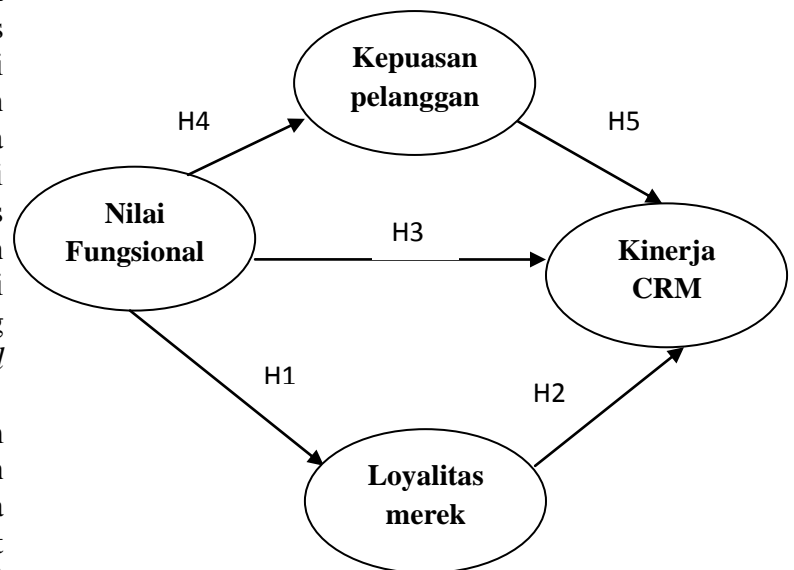 Kepuasan
pelanggan
H4
H5
Nilai
Fungsional
H3
Kinerja
CRM
H1
H2
Loyalitas
merek